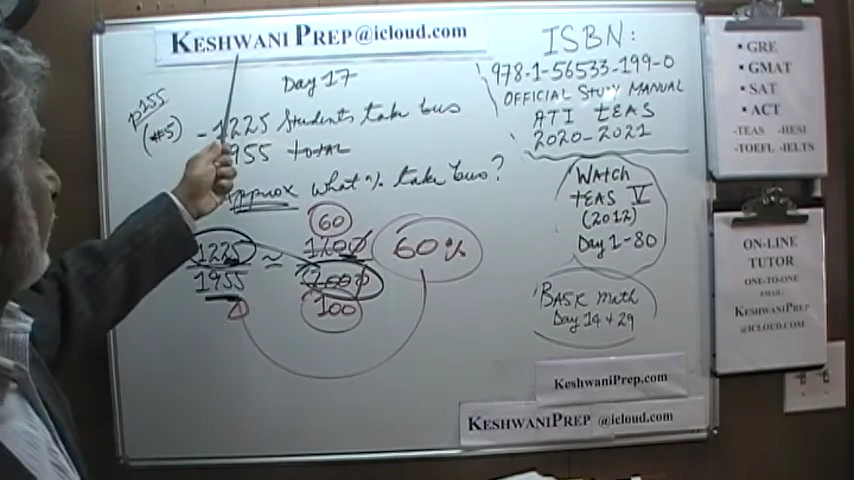 KESHWANI PREP@icloud.com
Day 17
p255
(#5)
- 1225 Students take bus
1955 TOTAL
Approx what % take bus?
60
1225 ≈ 1200 60%
1955 2000
100
ISBN:
978-1-56533-199-0
OFFICIAL STUDY MANUAL
ATI TEAS
2020-2021
WATCH
TEAS V
(2012)
Day 1-80
BASK Math
Day 14 & 29
KeshwaniPrep.com
KESHWANIPREP @icloud.com
▪ GRE
▪ GMAT
▪ SAT
▪ ACT
-TEAS -HESI
-TOEFL -IELTS
ON-LINE
TUTOR
ONE-TO-ONE
EMAIL:
KESHWANIPREP
@ICLOUD.COM